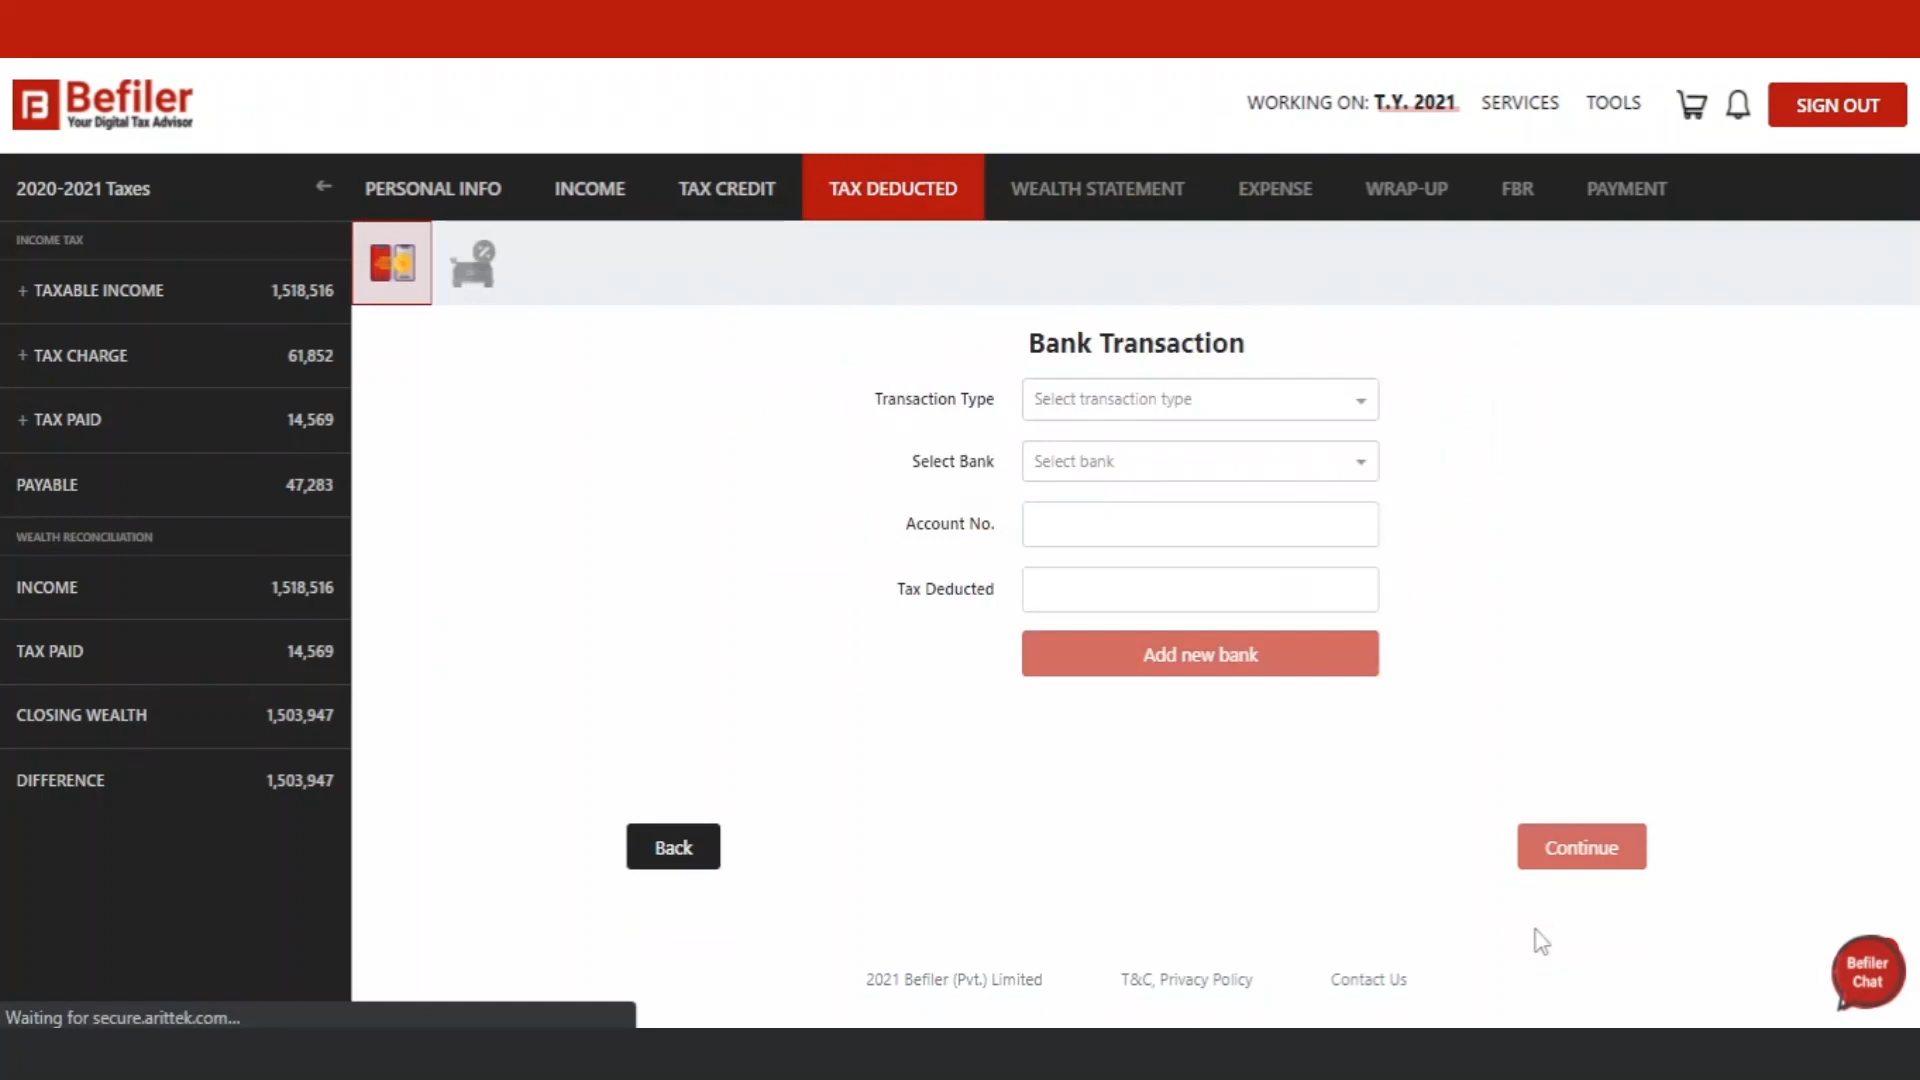 Befiler
Your Digital Tax Advisor
WORKING ON: T.Y. 2021 SERVICES TOOLS SIGN OUT
2020-2021 Taxes
PERSONAL INFO INCOME TAX CREDIT TAX DEDUCTED WEALTH STATEMENT EXPENSE WRAP-UP FBR PAYMENT
INCOME TAX
+ TAXABLE INCOME 1,518,516
+ TAX CHARGE 61,852
+ TAX PAID 14,569
PAYABLE 47,283
WEALTH RECONCILIATION
INCOME 1,518,516
TAX PAID 14,569
CLOSING WEALTH 1,503,947
DIFFERENCE 1,503,947
Bank Transaction
Transaction Type Select transaction type
Select Bank Select bank
Account No.
Tax Deducted
Add new bank
Back Continue
2021 Befiler (Pvt.) Limited T&C, Privacy Policy Contact Us
Befiler
Chat
Waiting for secure.arittek.com...